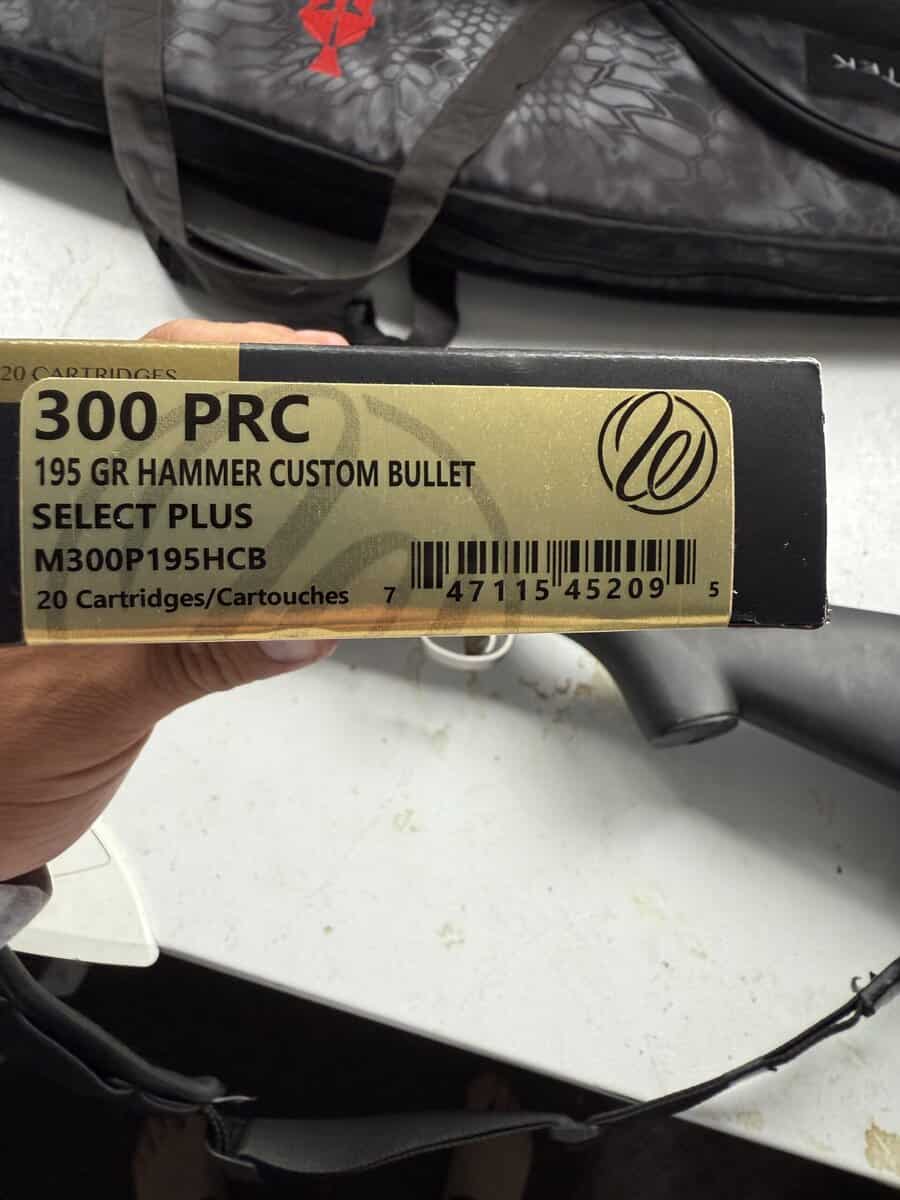 TEK
20 CARTRIDGES
300 PRC
195 GR HAMMER CUSTOM BULLET
SELECT PLUS
M300P195HCB
20 Cartridges/Cartouches
7 47115 45209 5